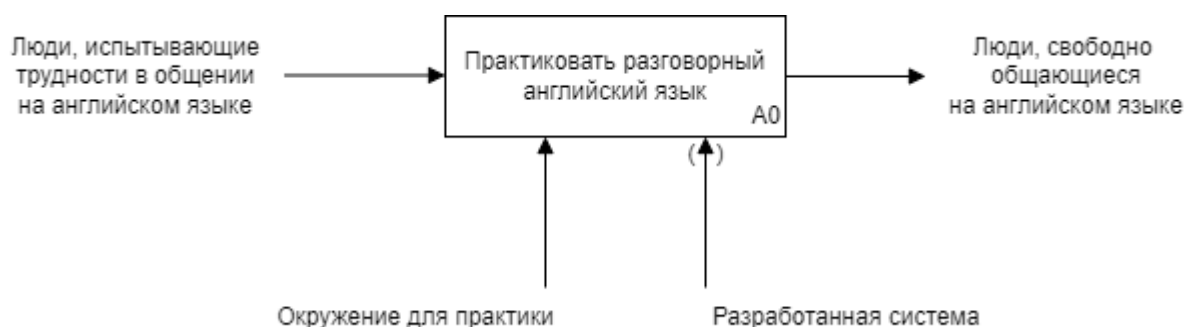 Люди, испытывающие
трудности в общении
на английском языке
Практиковать разговорный
английский язык
A0
Люди, свободно
общающиеся
на английском языке
( )
Окружение для практики
Разработанная система